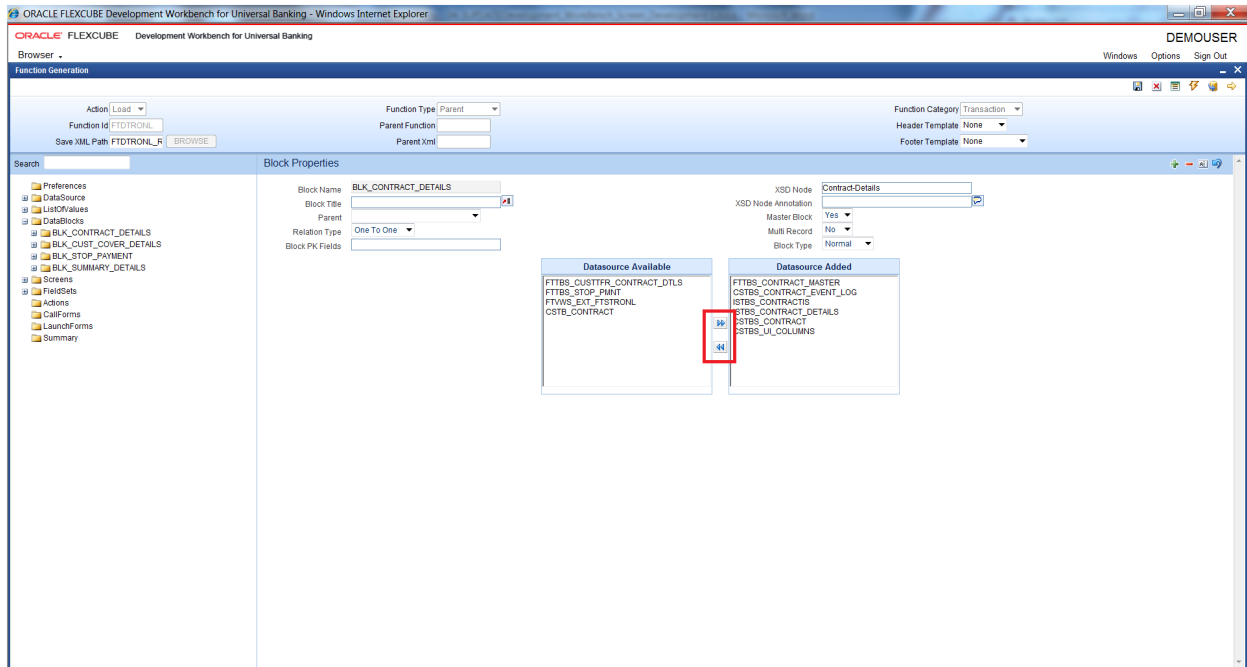 ORACLE FLEXCUBE Development Workbench for Universal Banking - Windows Internet Explorer
ORACLE FLEXCUBE Development Workbench for Universal Banking
DEMOUSER
Browser
Windows Options Sign Out
Function Generation
Action Load
Function Type Parent
Function Category Transaction
Function Id FTDTRONL
Parent Function
Header Template None
Save XML Path FTDTRONL_R BROWSE
Parent Xml
Footer Template None
Search
Block Properties
Preferences
DataSource
ListOfValues
DataBlocks
BLK_CONTRACT_DETAILS
BLK_CUST_COVER_DETAILS
BLK_STOP_PAYMENT
BLK_SUMMARY_DETAILS
Screens
FieldSets
Actions
CallForms
LaunchForms
Summary
Block Name BLK_CONTRACT_DETAILS
Block Title
Parent
Relation Type One To One
Block PK Fields
XSD Node Contract-Details
XSD Node Annotation
Master Block Yes
Multi Record No
Block Type Normal
Datasource Available
FTTBS_CUSTTFR_CONTRACT_DTLS
FTTBS_STOP_PMNT
FTVWS_EXT_FTSTRONL
CSTB_CONTRACT
Datasource Added
FTTBS_CONTRACT_MASTER
CSTBS_CONTRACT_EVENT_LOG
ISTBS_CONTRACTIS
ISTBS_CONTRACT_DETAILS
CSTBS_CONTRACT
CSTBS_UI_COLUMNS